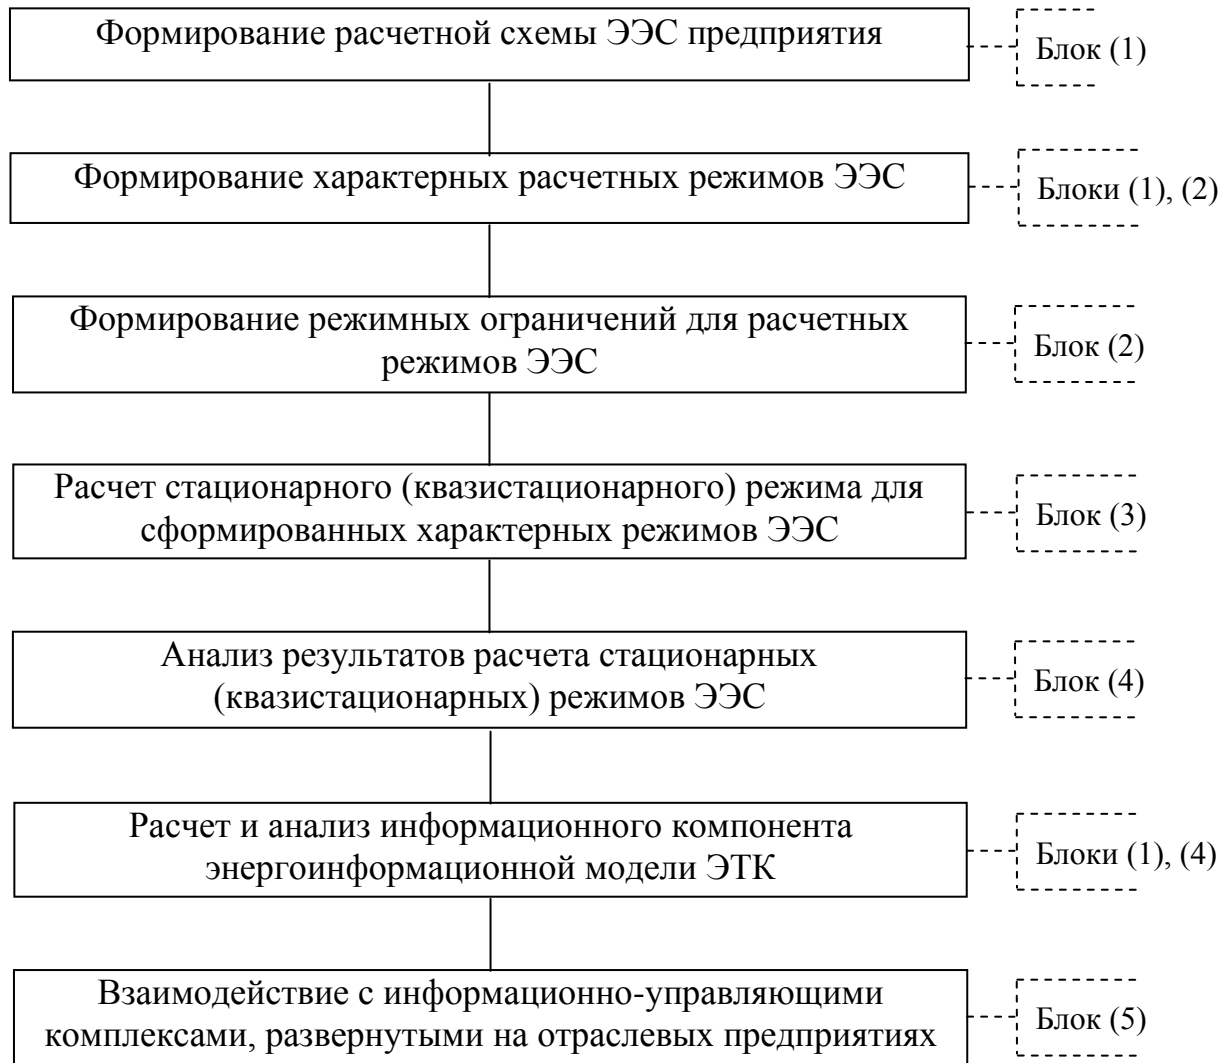 Формирование расчетной схемы ЭЭС предприятия
Блок (1)
Формирование характерных расчетных режимов ЭЭС
Блоки (1), (2)
Формирование режимных ограничений для расчетных
режимов ЭЭС
Блок (2)
Расчет стационарного (квазистационарного) режима для
сформированных характерных режимов ЭЭС
Блок (3)
Анализ результатов расчета стационарных
(квазистационарных) режимов ЭЭС
Блок (4)
Расчет и анализ информационного компонента
энергоинформационной модели ЭТК
Блоки (1), (4)
Взаимодействие с информационно-управляющими
комплексами, развернутыми на отраслевых предприятиях
Блок (5)